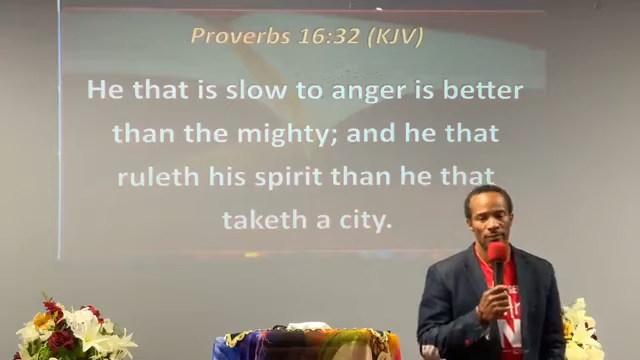 Proverbs 16:32 (KJV)
He that is slow to anger is better
than the mighty; and he that
ruleth his spirit than he that
taketh a city.